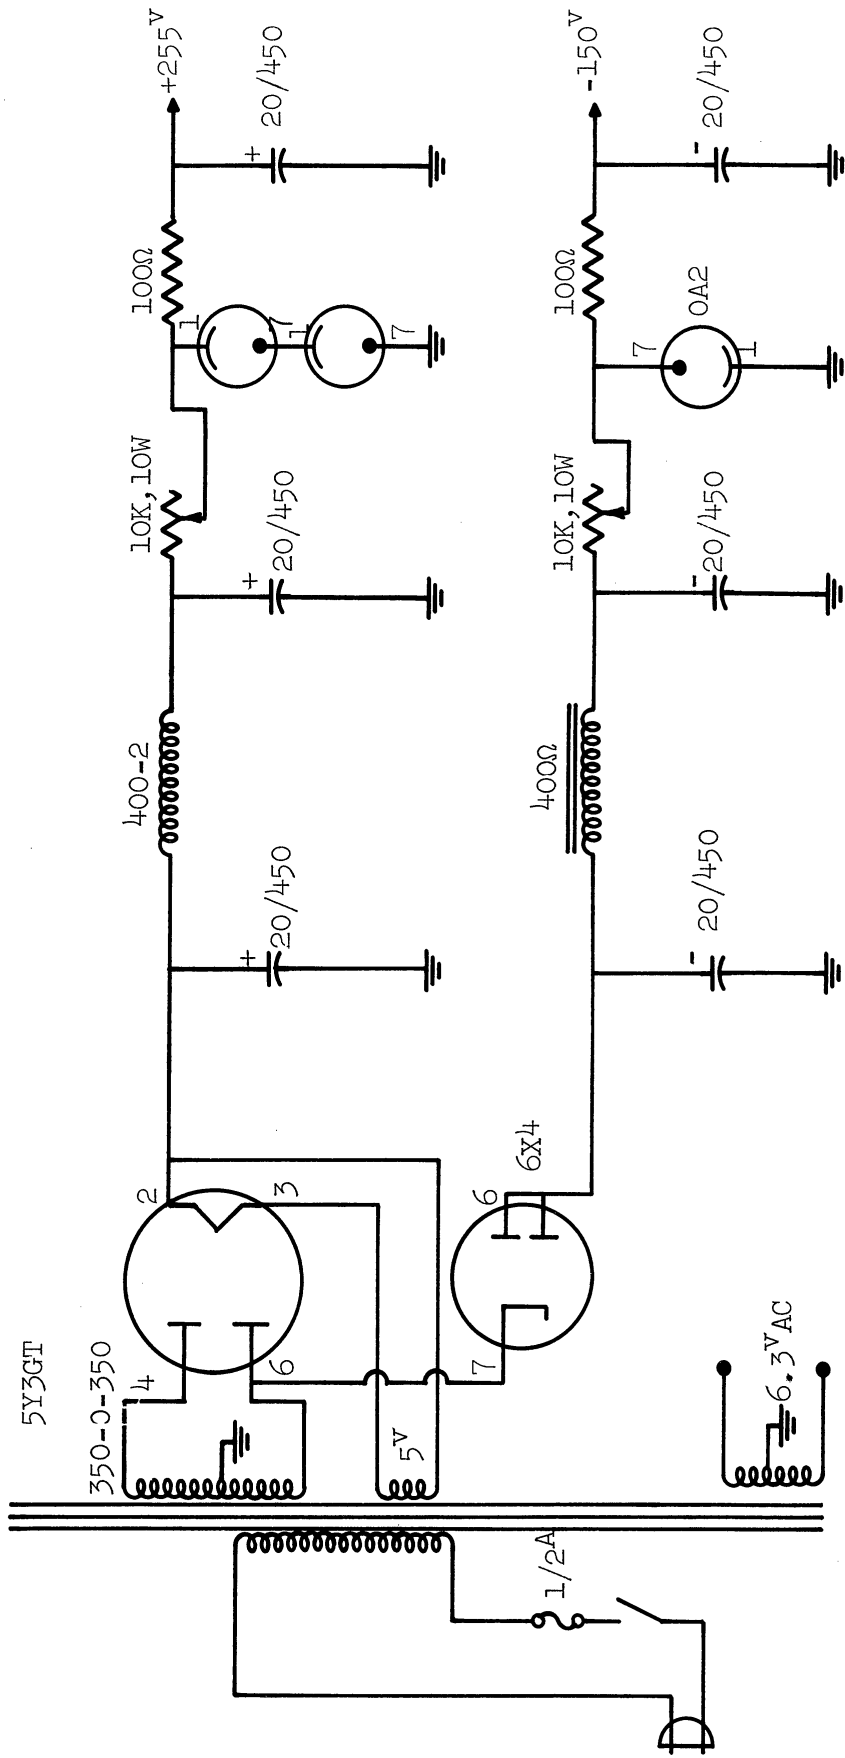 5Y3GT
350-0-350
4
6
2
3
5V
400-2
20/450
+
20/450
+
10K, 10W
1
7
1
7
100Ω
20/450
+
+255V
7
6
6X4
400Ω
20/450
-
20/450
-
10K, 10W
7
1
0A2
100Ω
20/450
-
-150V
6.3V AC
1/2A